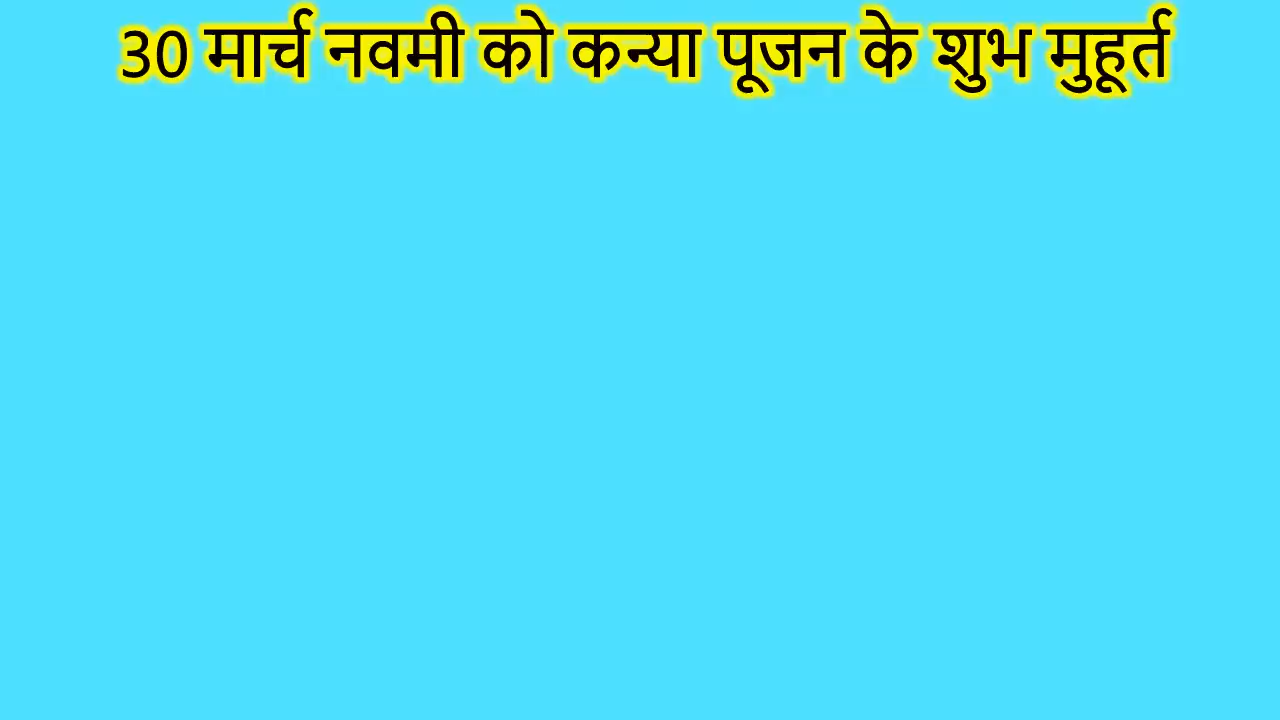 30 मार्च नवमी को कन्या पूजन के शुभ मुहूर्त